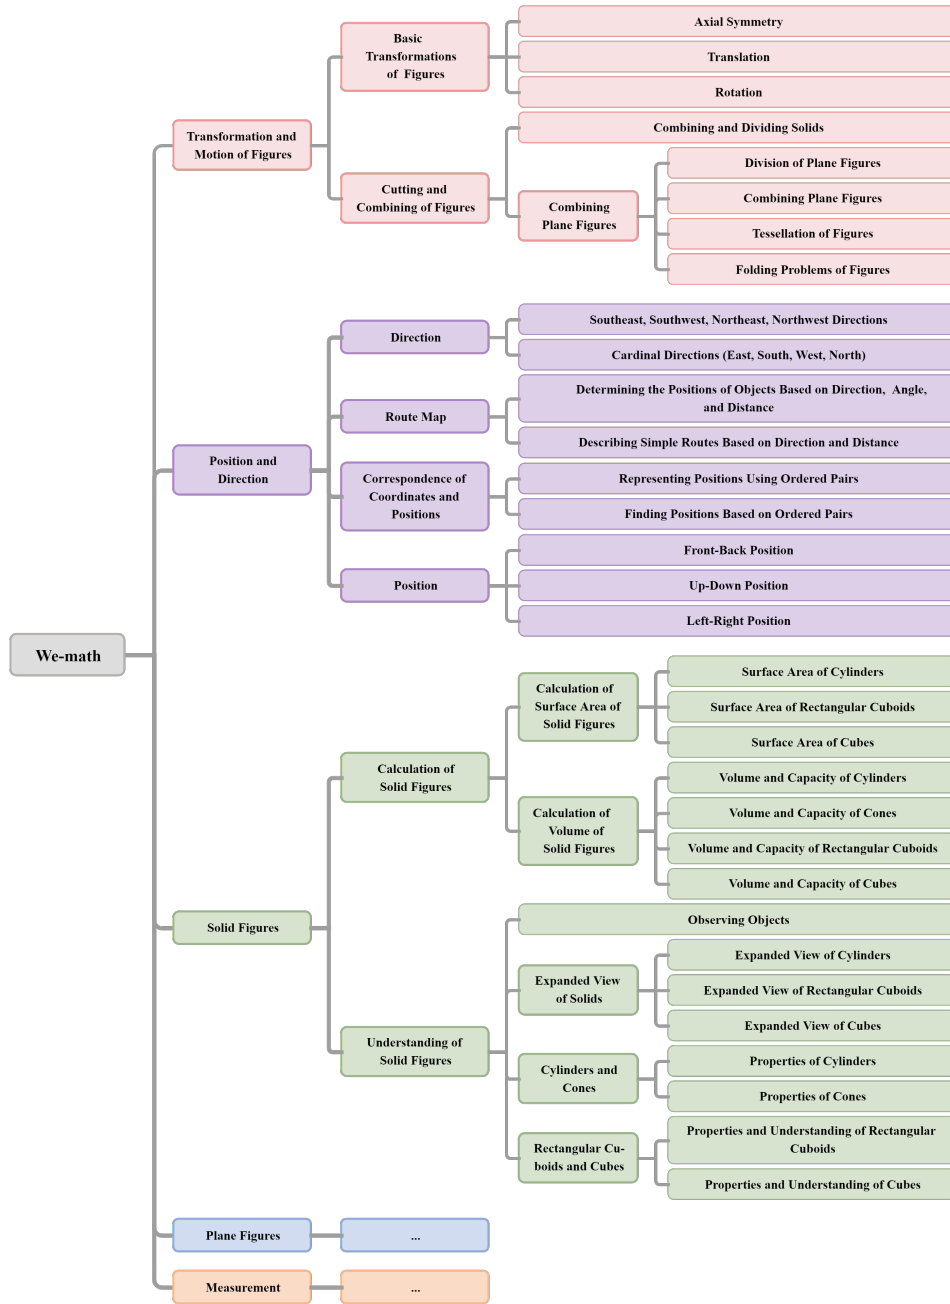 We-math
Transformation and
Motion of Figures
Basic
Transformations
of Figures
Axial Symmetry
Translation
Rotation
Cutting and
Combining of Figures
Combining and Dividing Solids
Combining
Plane Figures
Division of Plane Figures
Combining Plane Figures
Tessellation of Figures
Folding Problems of Figures
Position and
Direction
Direction
Southeast, Southwest, Northeast, Northwest Directions
Cardinal Directions (East, South, West, North)
Route Map
Determining the Positions of Objects Based on Direction, Angle,
and Distance
Describing Simple Routes Based on Direction and Distance
Correspondence of
Coordinates and
Positions
Representing Positions Using Ordered Pairs
Finding Positions Based on Ordered Pairs
Position
Front-Back Position
Up-Down Position
Left-Right Position
Solid Figures
Calculation of
Solid Figures
Calculation of
Surface Area of
Solid Figures
Surface Area of Cylinders
Surface Area of Rectangular Cuboids
Surface Area of Cubes
Calculation of
Volume of
Solid Figures
Volume and Capacity of Cylinders
Volume and Capacity of Cones
Volume and Capacity of Rectangular Cuboids
Volume and Capacity of Cubes
Understanding of
Solid Figures
Observing Objects
Expanded View
of Solids
Expanded View of Cylinders
Expanded View of Rectangular Cuboids
Expanded View of Cubes
Cylinders and
Cones
Properties of Cylinders
Properties of Cones
Rectangular Cu-
boids and Cubes
Properties and Understanding of Rectangular
Cuboids
Properties and Understanding of Cubes
Plane Figures
...
Measurement
...